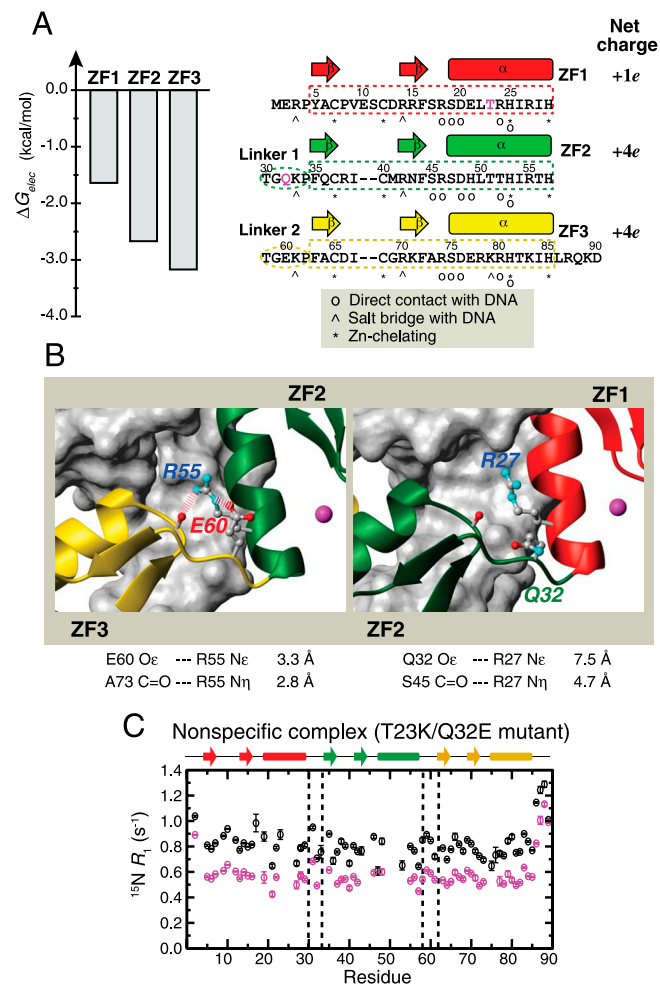 A
ZF1 ZF2 ZF3
0.0
-1.0
-2.0
-3.0
-4.0
ΔGelec (kcal/mol)
Net charge
β β α ZF1 +1e
5 15 20 25
MERPYACPVESCDRRFSRSDELTRHIRIH
^ * * ^ o o o o * o
Linker 1 β β α ZF2 +4e
30 35 40 45 50 55
TGQKPFQCRI--CMRNFSRSDHLTTHIRTH
^ * * ^ o o o o o * o
Linker 2 β β α ZF3 +4e
60 65 70 75 80 85 90
TGEKPFACDI--CGRKFARSDERKRHTKIHLRQKD
^ * * ^ o o o ^ o * o
o Direct contact with DNA
^ Salt bridge with DNA
* Zn-chelating
B
ZF2
R55
E60
ZF3
ZF1
R27
Q32
ZF2
E60 Oε --- R55 Nε 3.3 Å
A73 C=O --- R55 Nη 2.8 Å
Q32 Oε --- R27 Nε 7.5 Å
S45 C=O --- R27 Nη 4.7 Å
C
Nonspecific complex (T23K/Q32E mutant)
1.4
1.2
1.0
0.8
0.6
0.4
0.2
0.0
15N R1 (s-1)
0 10 20 30 40 50 60 70 80 90
Residue